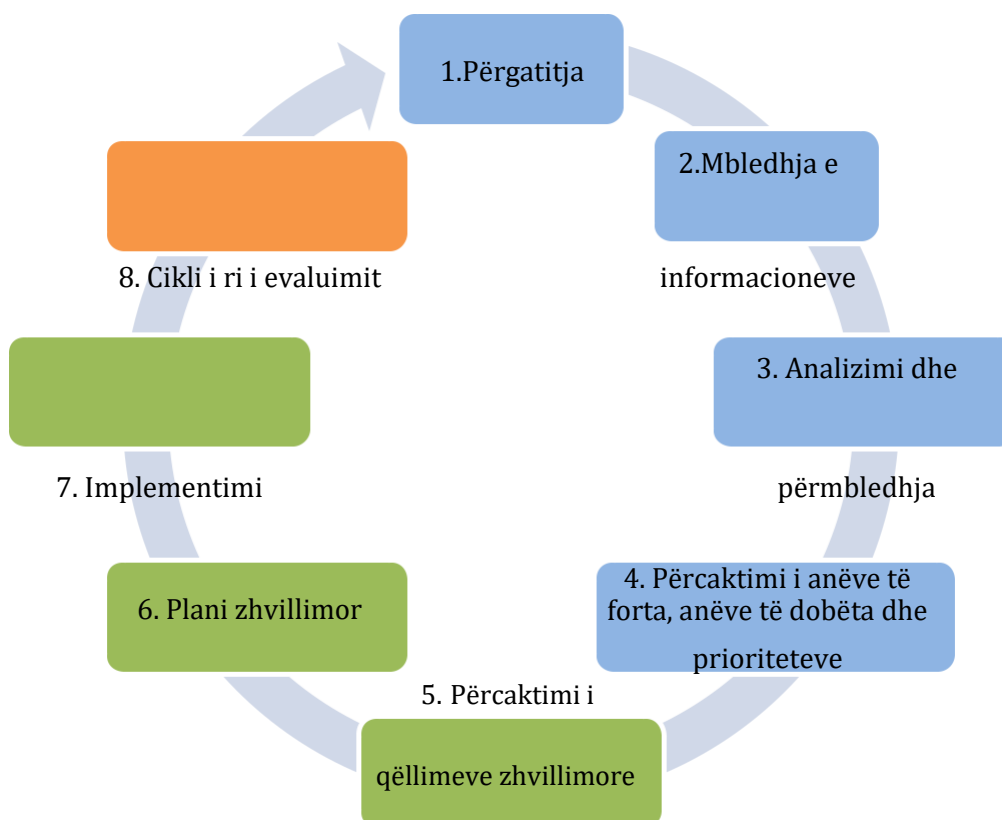 1.Përgatitja
2.Mbledhja e
informacioneve
3. Analizimi dhe
përmbledhja
4. Përcaktimi i anëve të
forta, anëve të dobëta dhe
prioriteteve
5. Përcaktimi i
qëllimeve zhvillimore
6. Plani zhvillimor
7. Implementimi
8. Cikli i ri i evaluimit